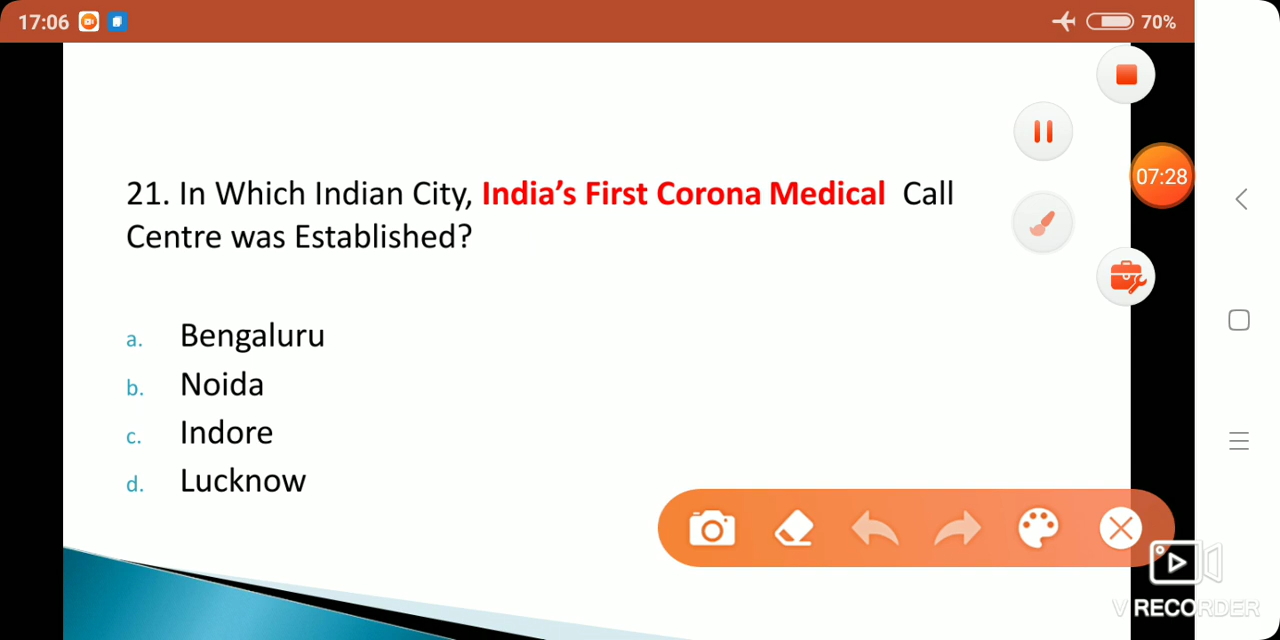 17:06
70%
07:28
21. In Which Indian City, India's First Corona Medical Call
Centre was Established?
a. Bengaluru
b. Noida
c. Indore
d. Lucknow
V RECORDER